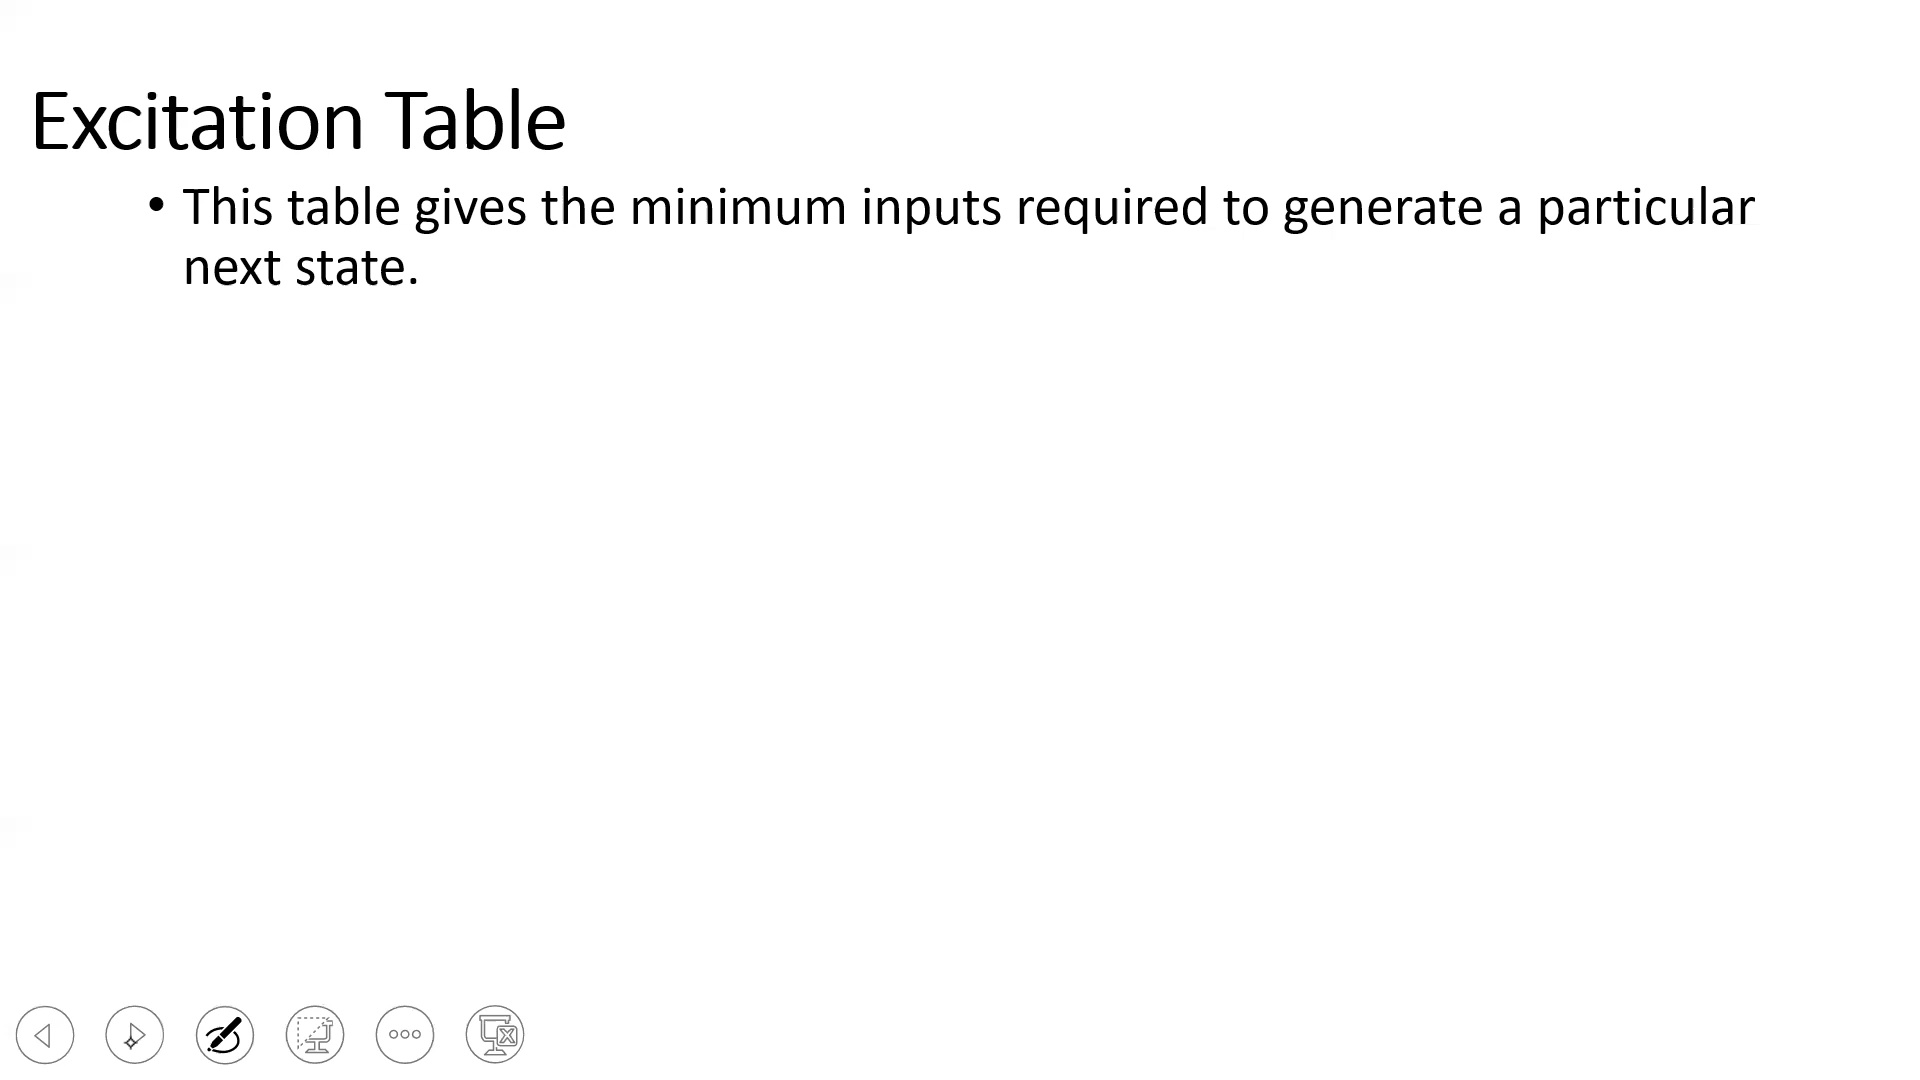 Excitation Table
• This table gives the minimum inputs required to generate a particular
next state.